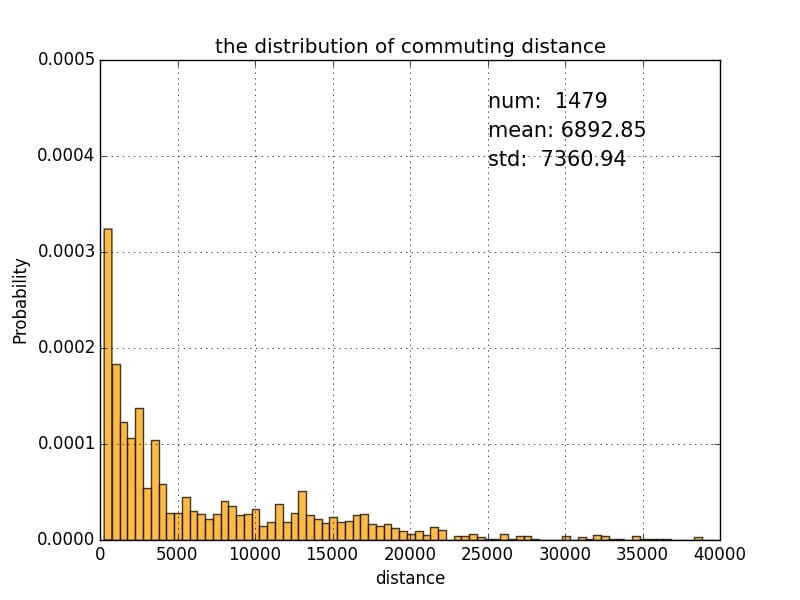 the distribution of commuting distance
0.0005
0.0004
0.0003
0.0002
0.0001
0.0000
Probability
num:  1479
mean: 6892.85
std:  7360.94
0 5000 10000 15000 20000 25000 30000 35000 40000
distance